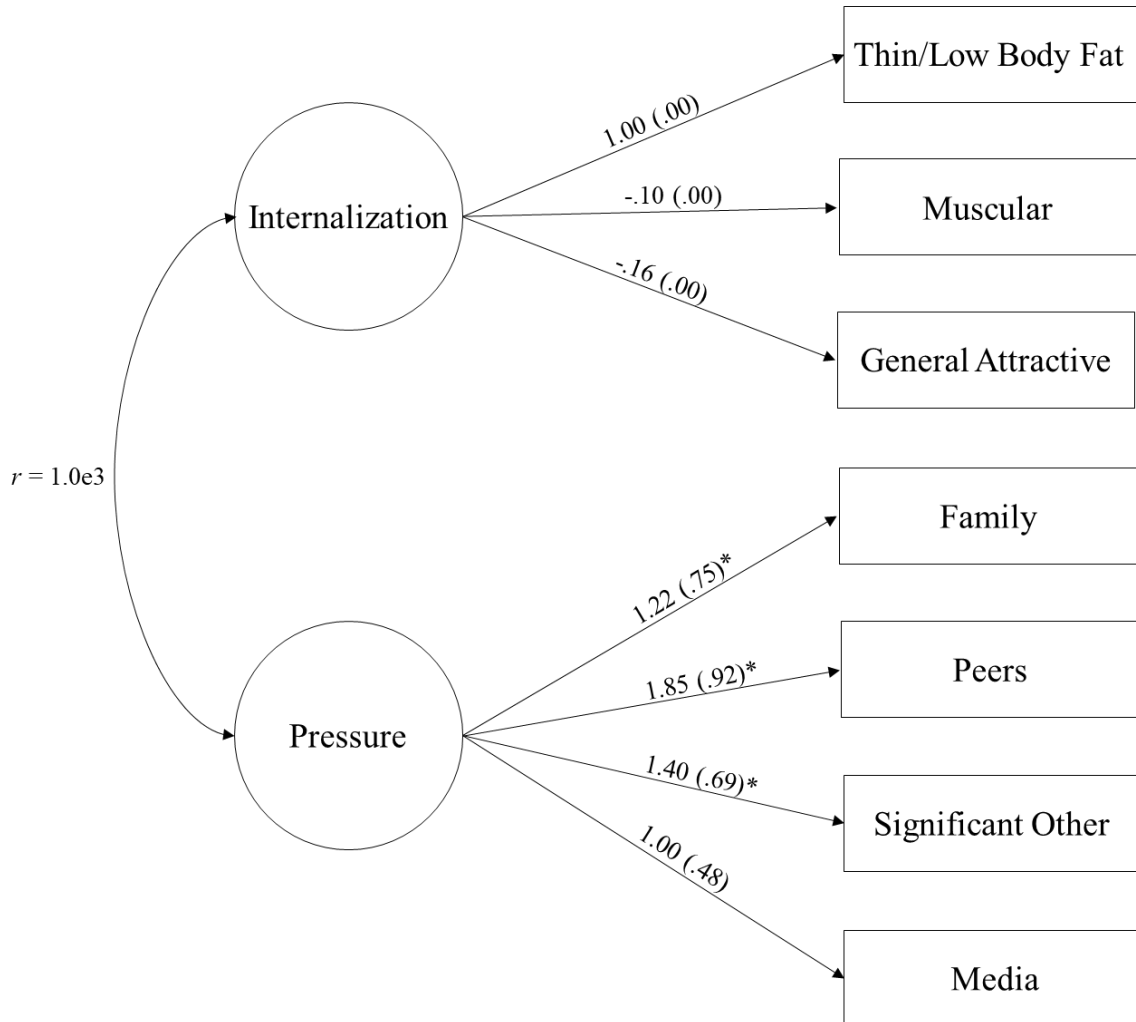 Thin/Low Body Fat
1.00 (.00)
Internalization
-.10 (.00)
Muscular
-.16 (.00)
General Attractive
r = 1.0e3
Family
1.22 (.75)*
Peers
1.85 (.92)*
Pressure
1.40 (.69)*
Significant Other
1.00 (.48)
Media